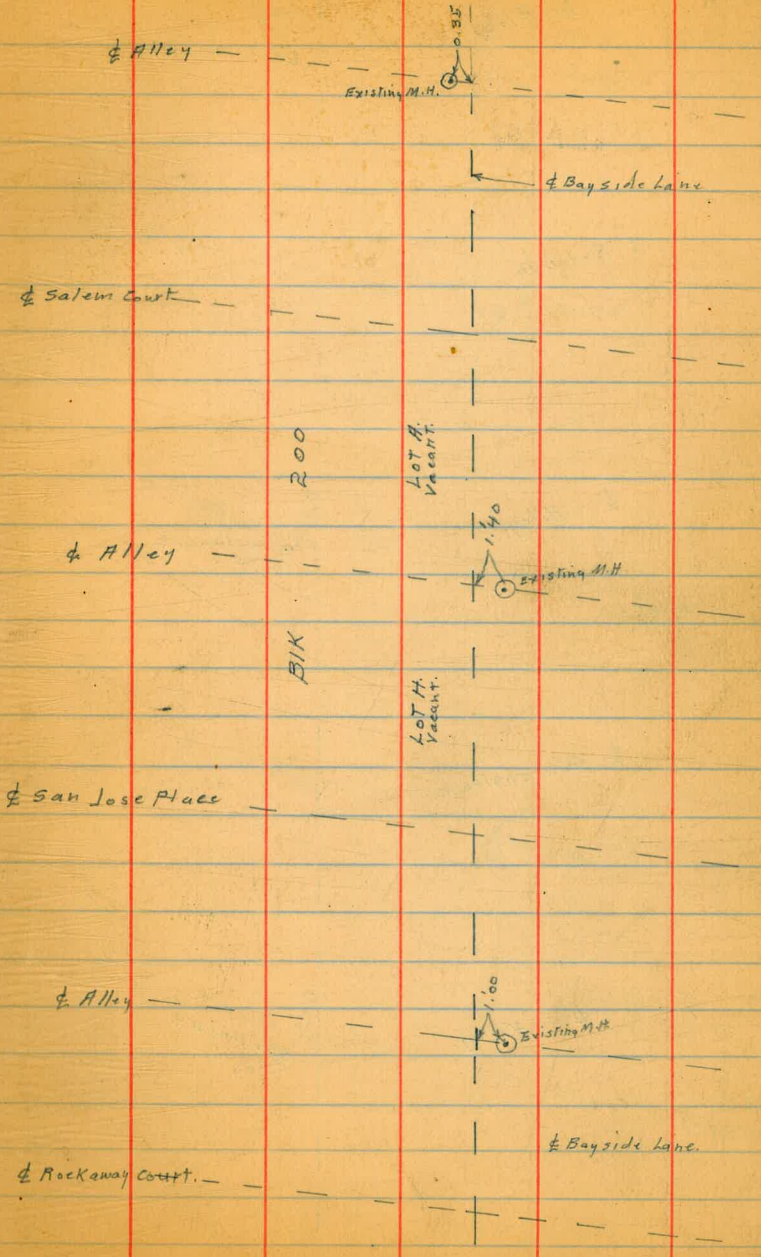 0.35
℄ Alley
Existing M.H.
℄ Bayside Lane
℄ Salem Court
200
LOT A.
Vacant.
1.'40
℄ Alley
Existing M.H
BlK
LOT H.
Vacant.
℄ San Jose Place
℄ Alley
1.'00
Existing M.H.
℄ Bayside Lane.
℄ Rockaway Court.